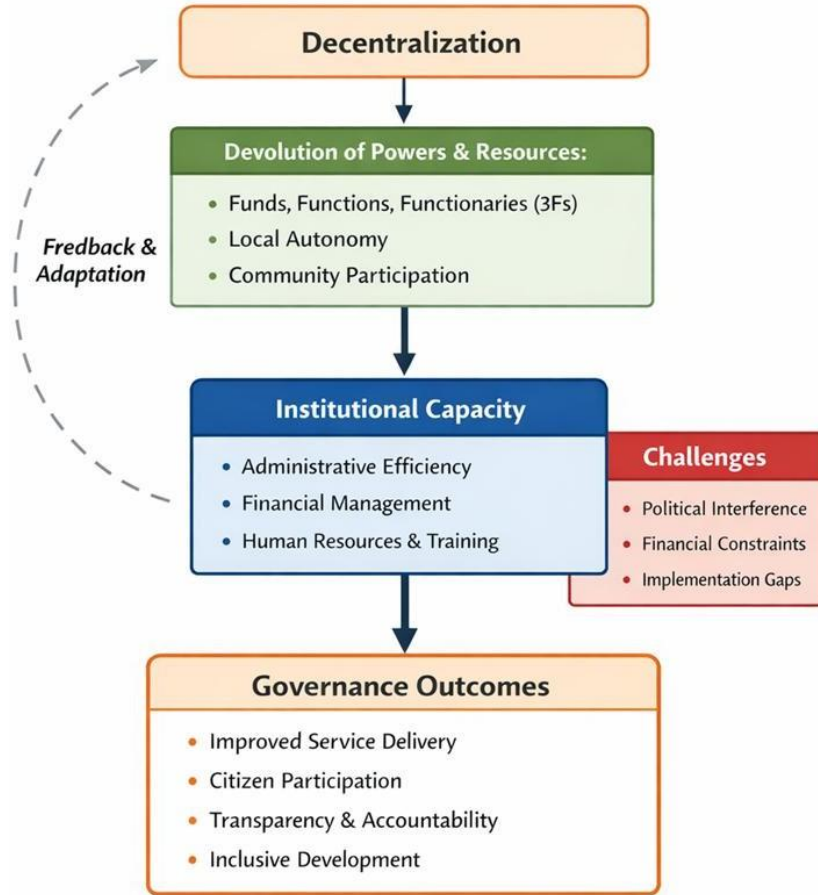 Decentralization
Devolution of Powers & Resources:
• Funds, Functions, Functionaries (3Fs)
• Local Autonomy
• Community Participation
Fredback &
Adaptation
Institutional Capacity
• Administrative Efficiency
• Financial Management
• Human Resources & Training
Challenges
• Political Interference
• Financial Constraints
• Implementation Gaps
Governance Outcomes
• Improved Service Delivery
• Citizen Participation
• Transparency & Accountability
• Inclusive Development